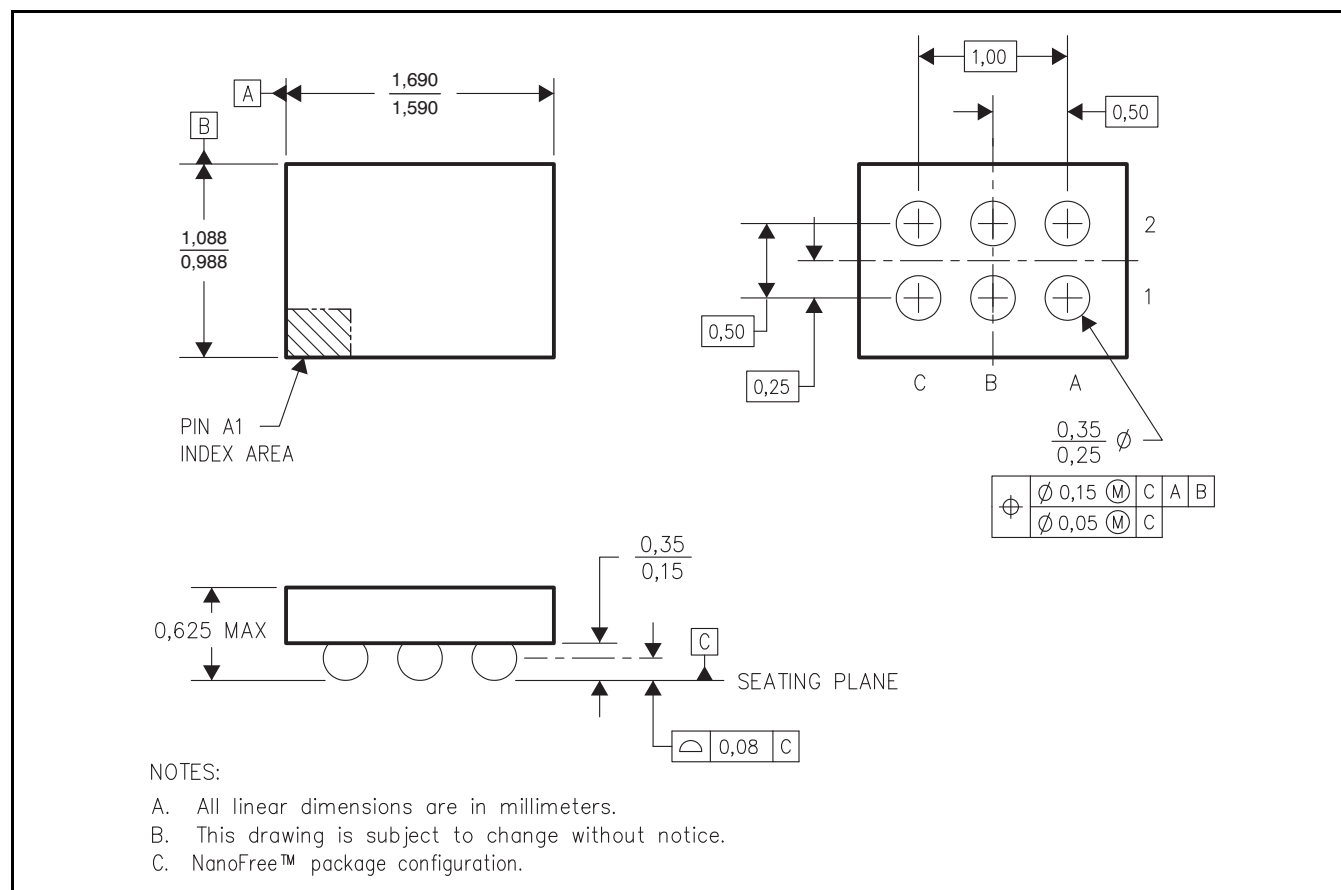 A
1,690
1,590
B
1,088
0,988
PIN A1
INDEX AREA
1,00
0,50
2
1
0,50
0,25
C B A
0,35
0,25 Ø
⌖ Ø 0,15 Ⓜ C A B
Ø 0,05 Ⓜ C
0,35
0,15
0,625 MAX
C
SEATING PLANE
⌓ 0,08 C
NOTES:
A. All linear dimensions are in millimeters.
B. This drawing is subject to change without notice.
C. NanoFree™ package configuration.